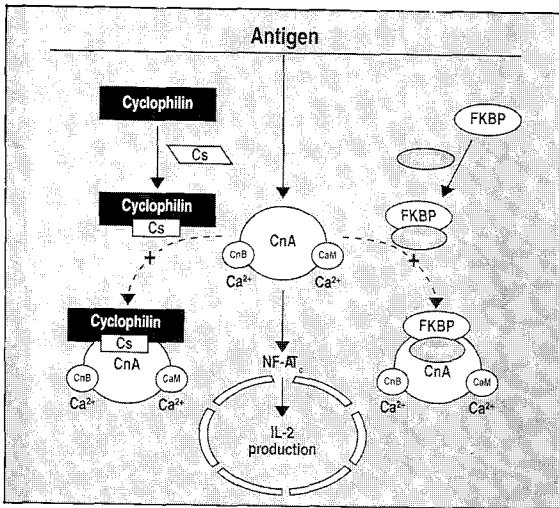 Antigen
Cyclophilin
FKBP
Cs
Cyclophilin
Cs
FKBP
CnA
CnB
CaM
Ca²⁺
Ca²⁺
+
+
Cyclophilin
Cs
CnA
CnB
CaM
Ca²⁺
Ca²⁺
FKBP
CnA
CnB
CaM
Ca²⁺
Ca²⁺
NF-ATc
IL-2
production